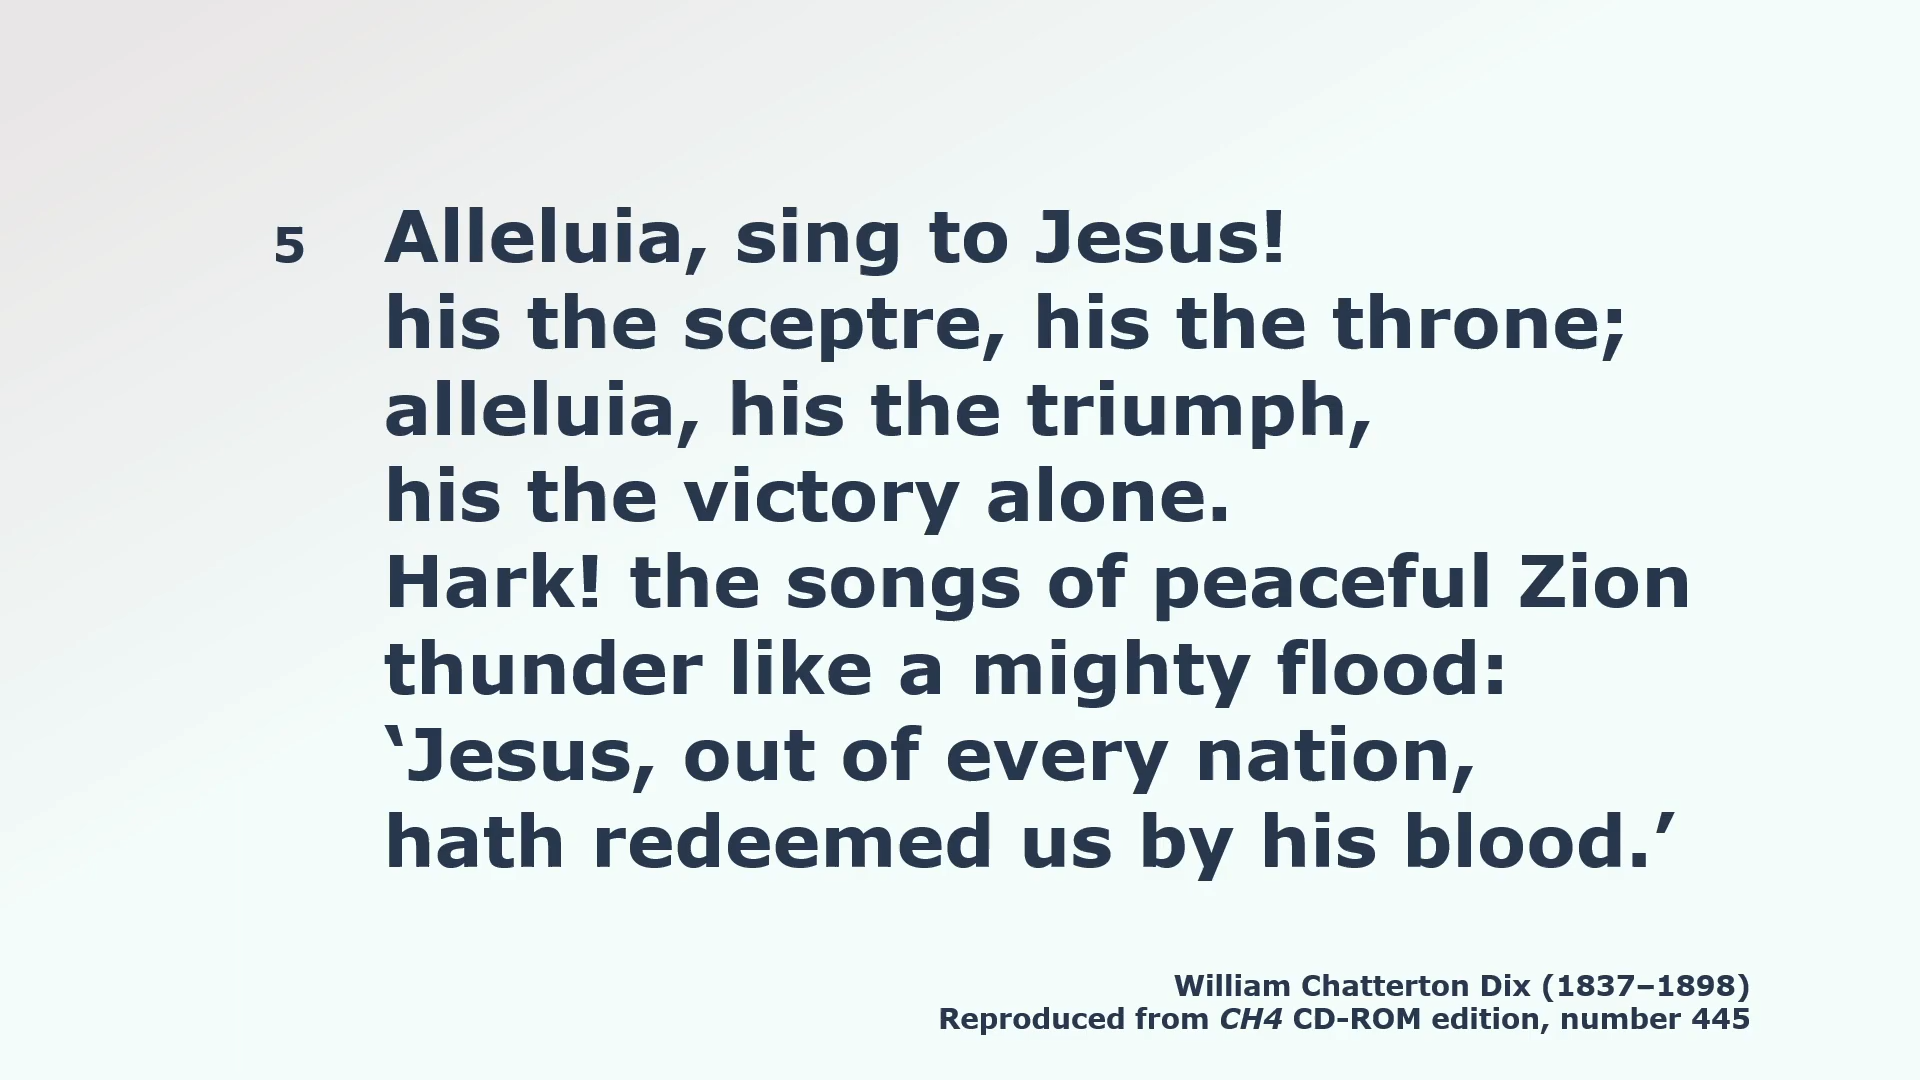 5 Alleluia, sing to Jesus!
his the sceptre, his the throne;
alleluia, his the triumph,
his the victory alone.
Hark! the songs of peaceful Zion
thunder like a mighty flood:
‘Jesus, out of every nation,
hath redeemed us by his blood.’
William Chatterton Dix (1837–1898)
Reproduced from CH4 CD-ROM edition, number 445